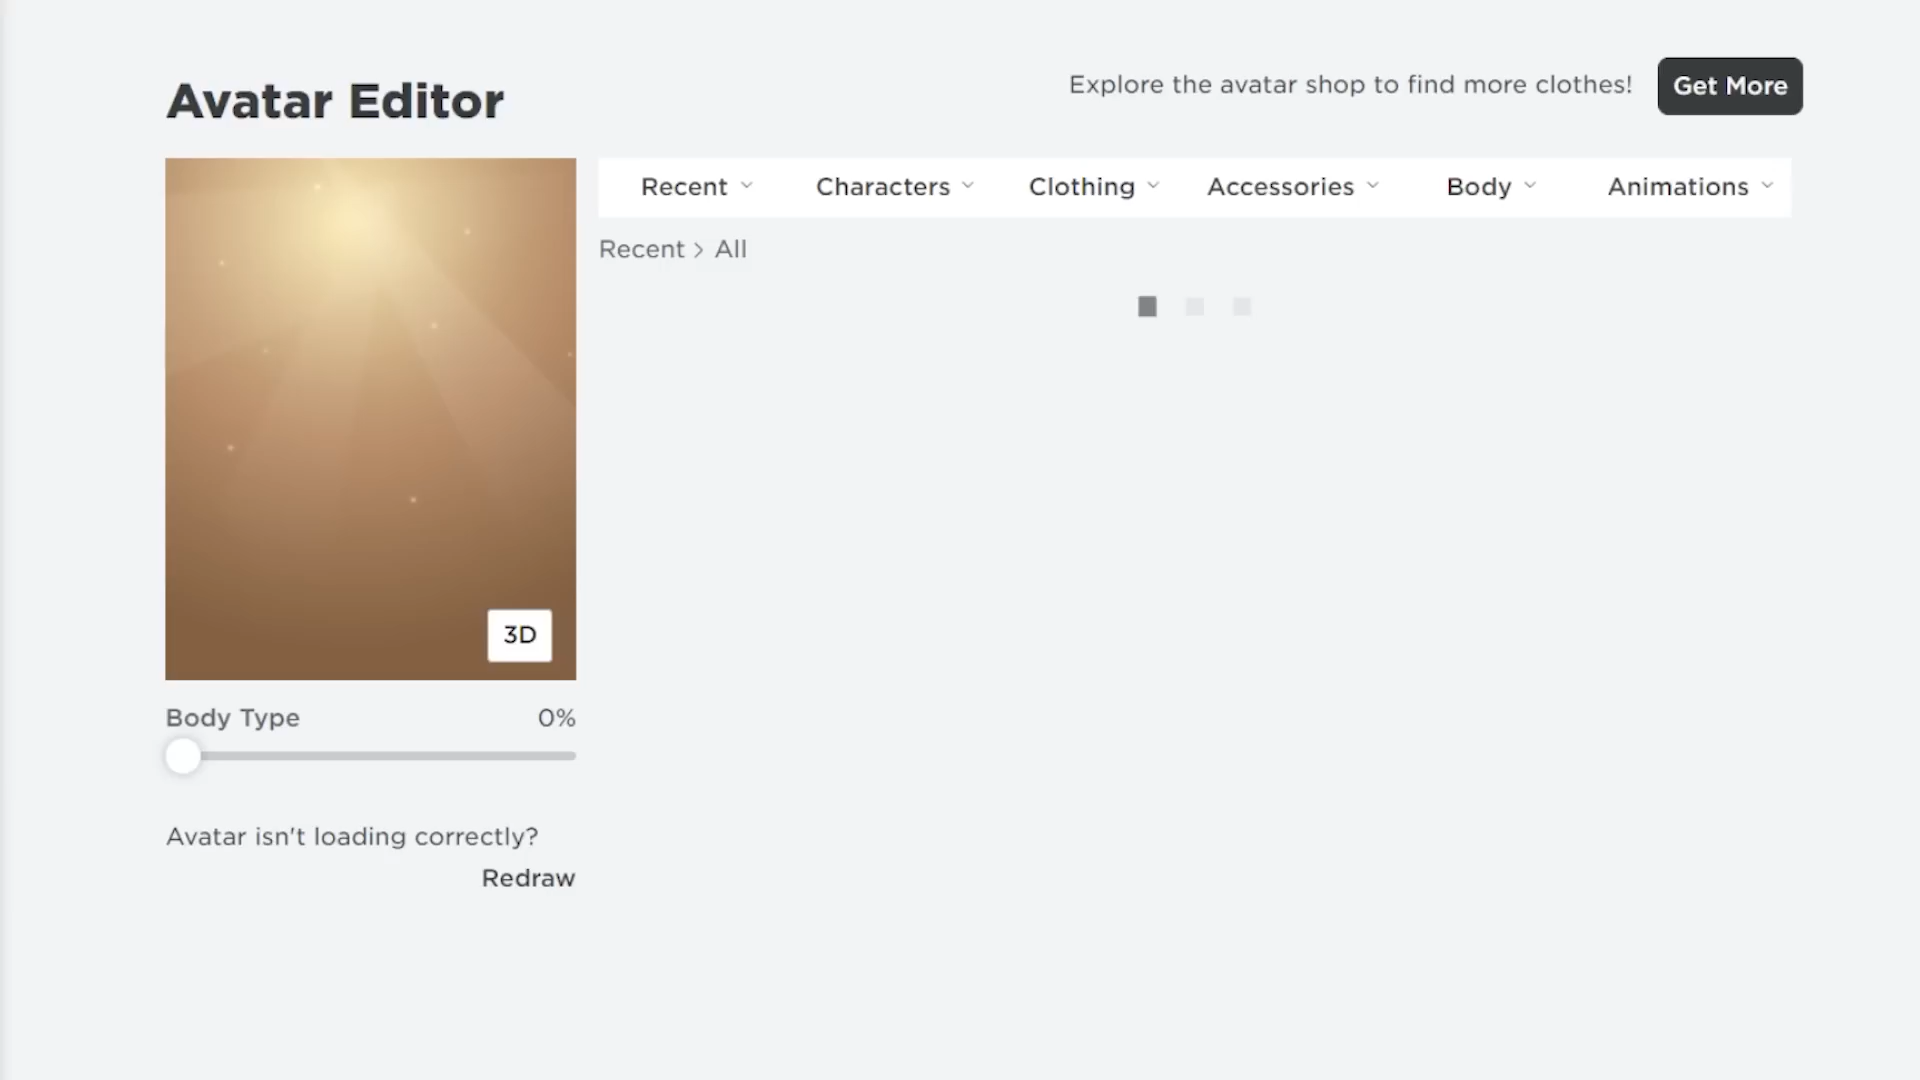 Avatar Editor
Explore the avatar shop to find more clothes!
Get More
Recent
Characters
Clothing
Accessories
Body
Animations
Recent > All
3D
Body Type
0%
Avatar isn't loading correctly?
Redraw